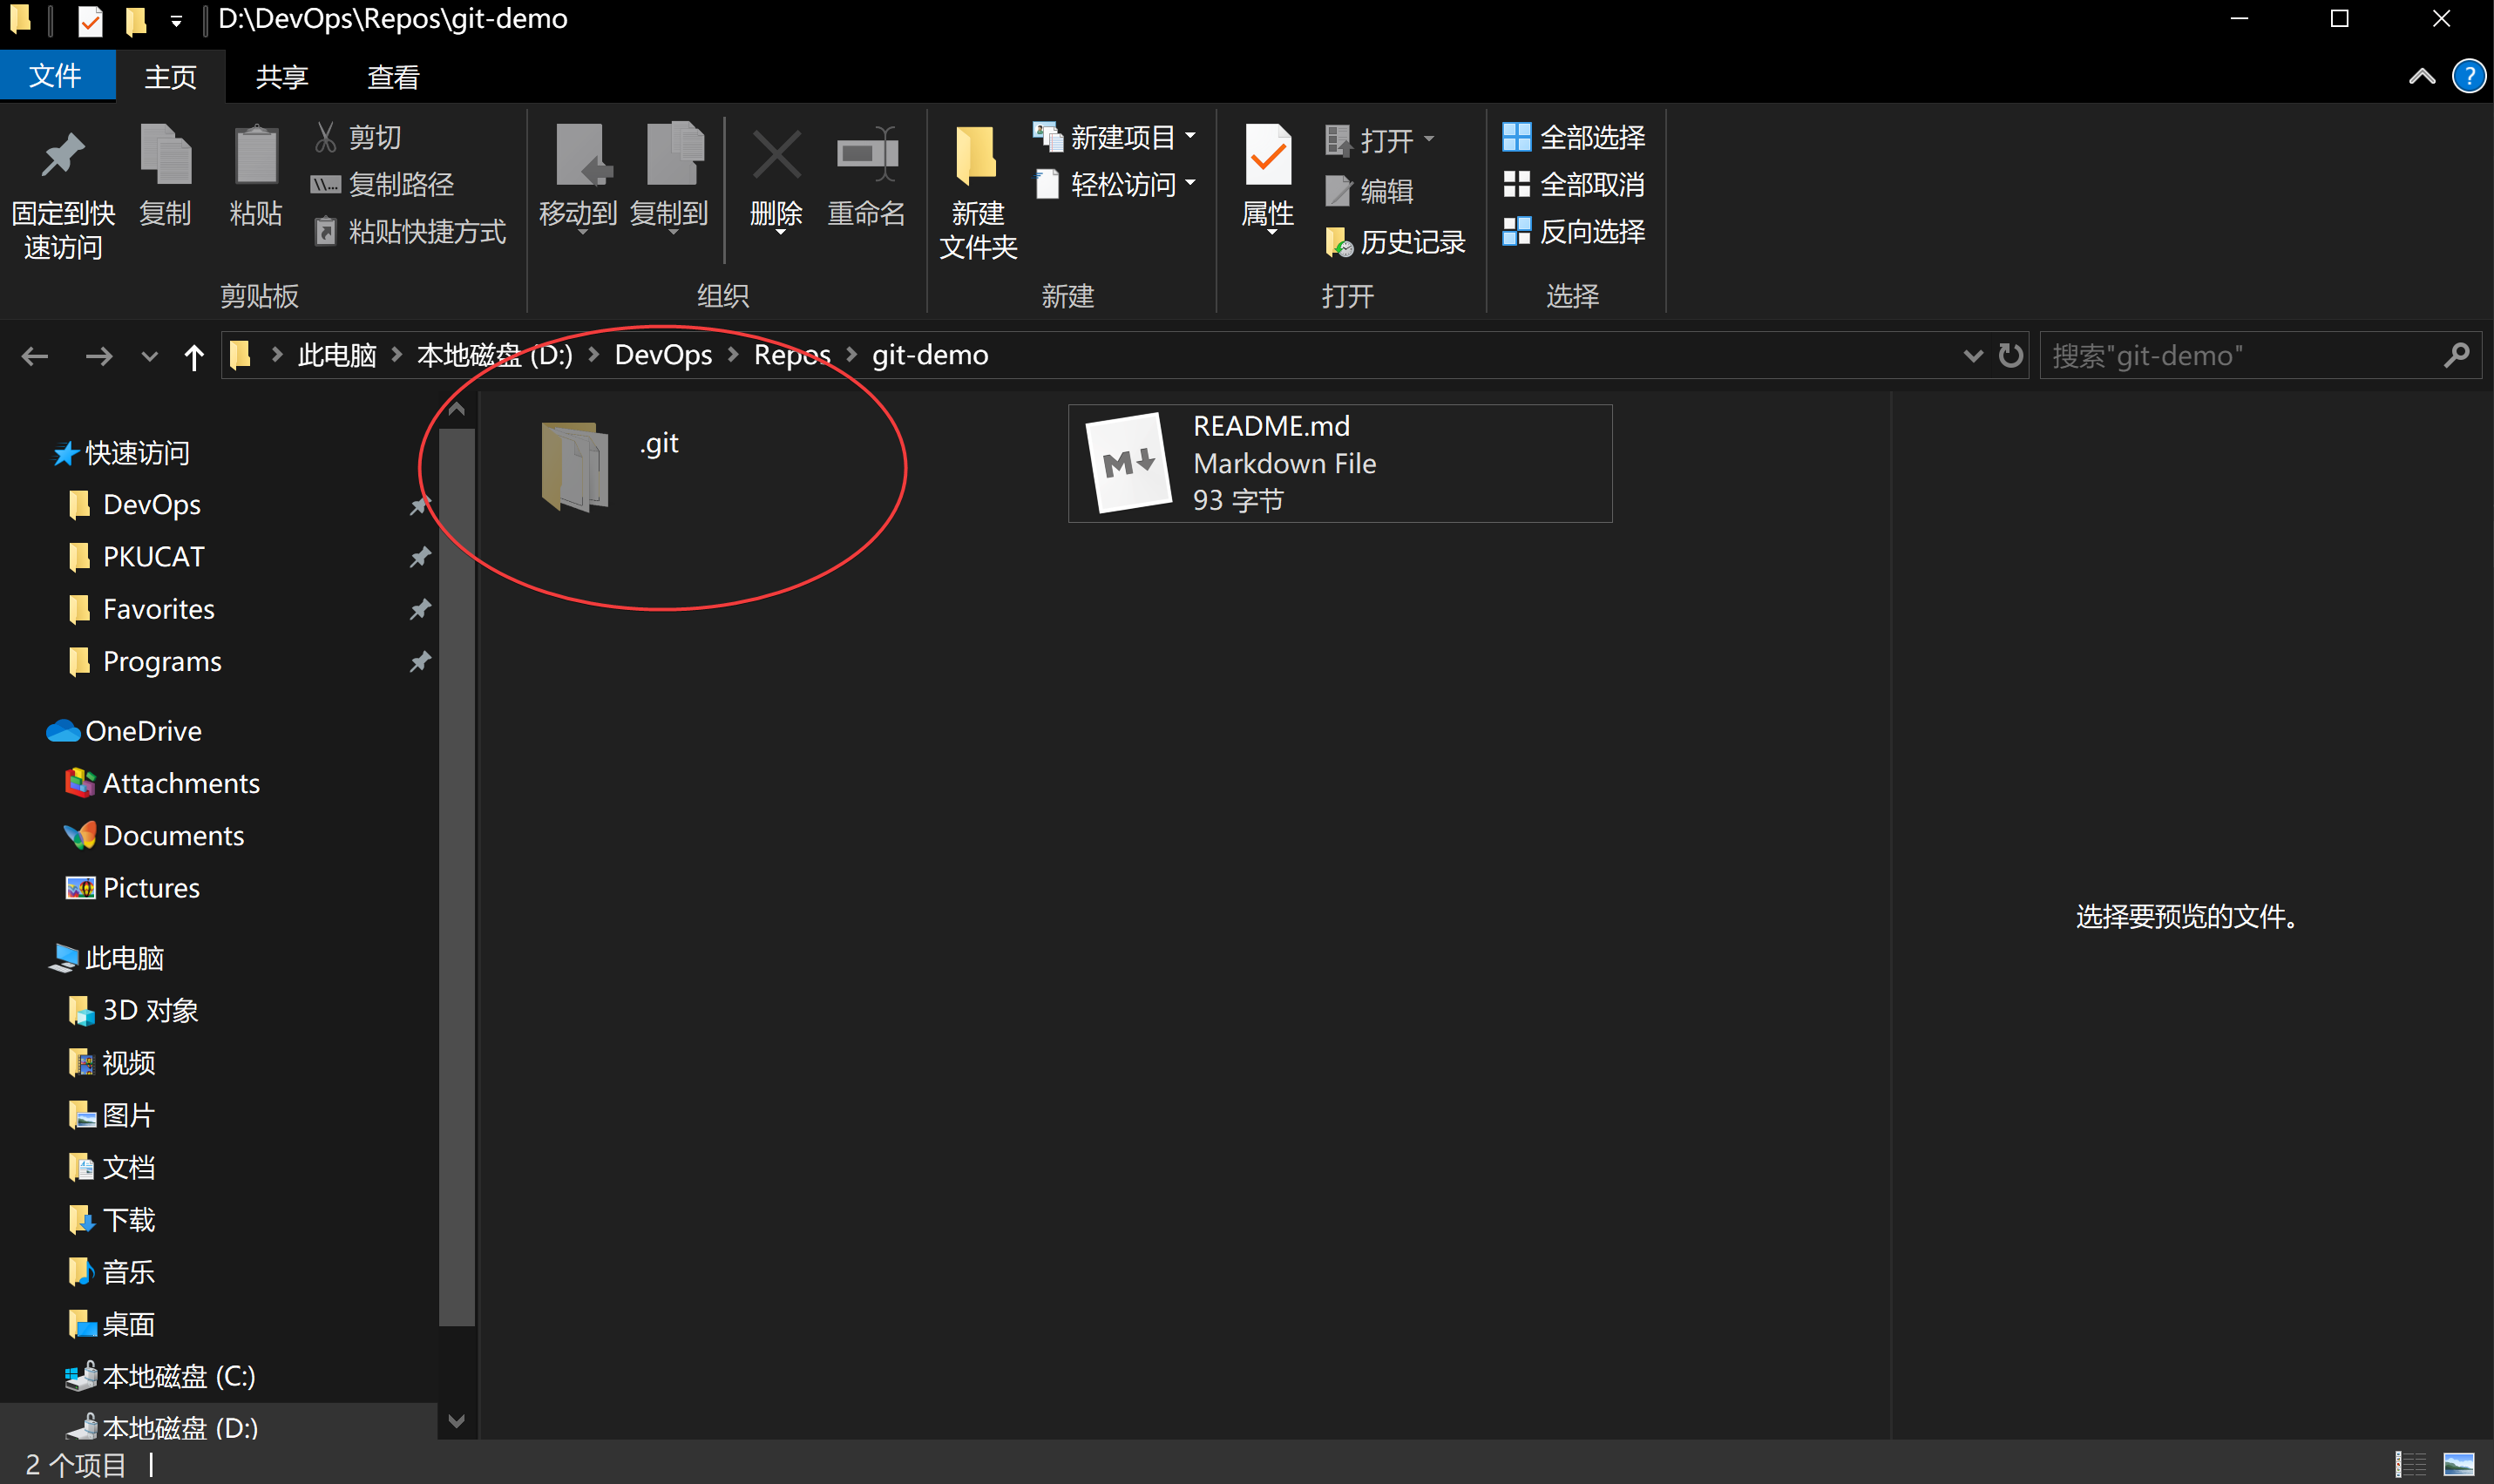 D:\DevOps\Repos\git-demo
文件
主页
共享
查看
固定到快
速访问
复制
粘贴
剪切
复制路径
粘贴快捷方式
剪贴板
移动到
复制到
删除
重命名
组织
新建
文件夹
新建项目
轻松访问
新建
属性
打开
编辑
历史记录
打开
全部选择
全部取消
反向选择
选择
此电脑
本地磁盘 (D:)
DevOps
Repos
git-demo
搜索"git-demo"
快速访问
DevOps
PKUCAT
Favorites
Programs
OneDrive
Attachments
Documents
Pictures
此电脑
3D 对象
视频
图片
文档
下载
音乐
桌面
本地磁盘 (C:)
本地磁盘 (D:)
.git
README.md
Markdown File
93 字节
选择要预览的文件。
2 个项目